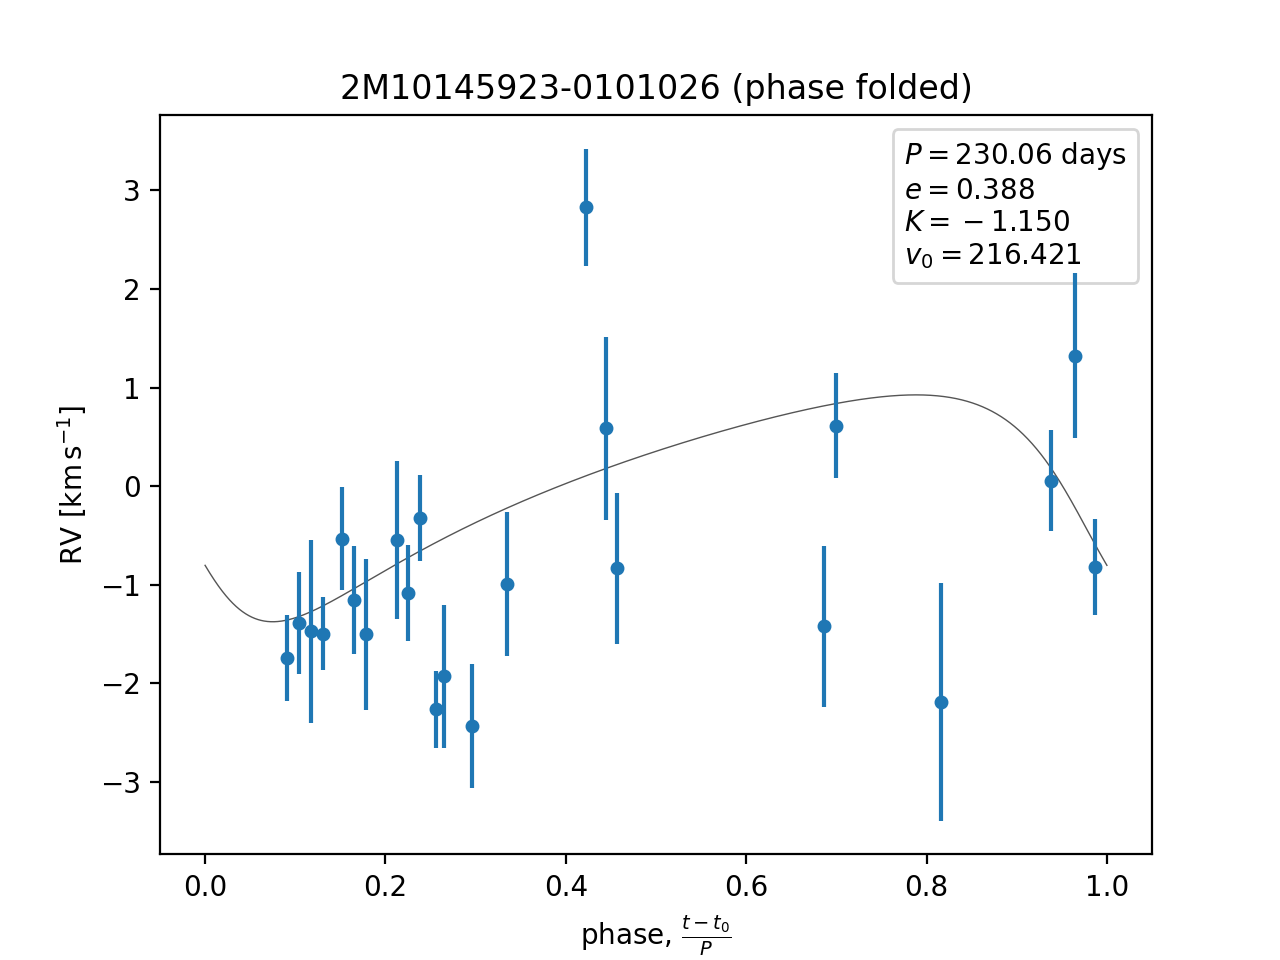 2M10145923-0101026 (phase folded)
P = 230.06 days
e = 0.388
K = −1.150
v₀ = 216.421
3
2
1
0
−1
−2
−3
RV [km s⁻¹]
0.0 0.2 0.4 0.6 0.8 1.0
phase, (t − t₀)/P